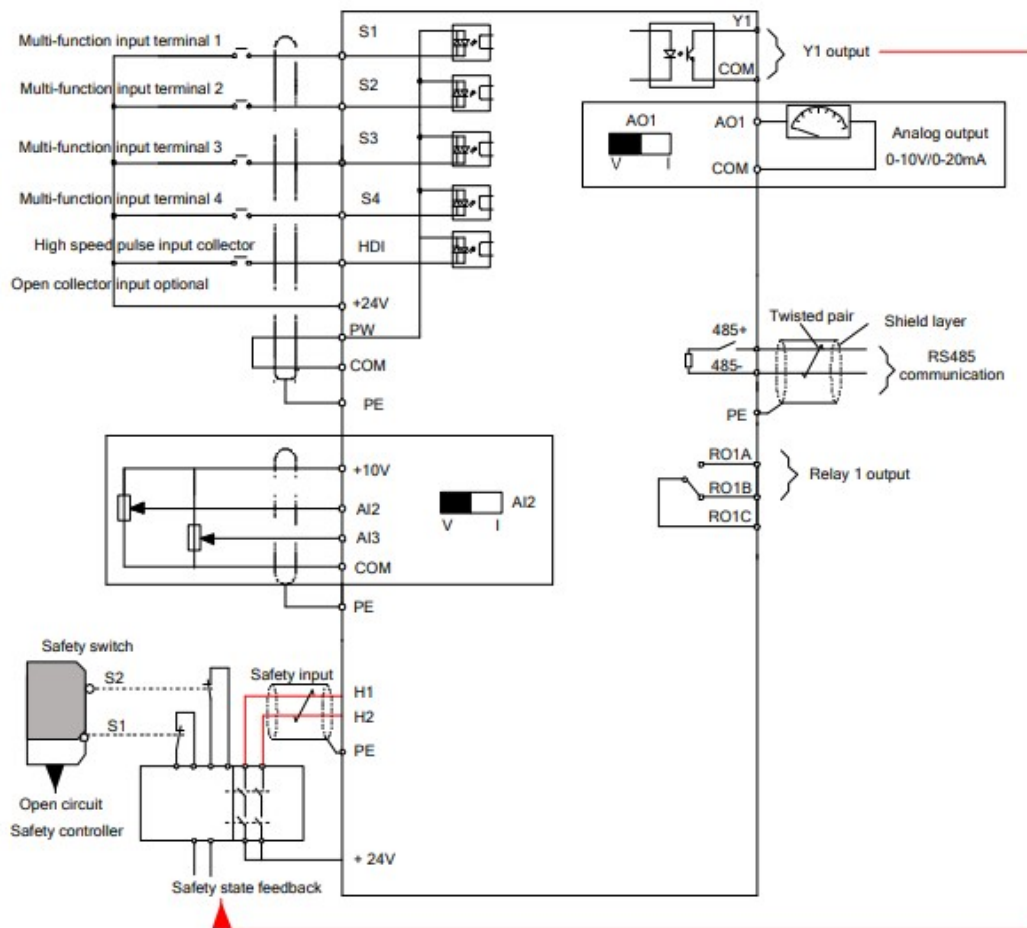 Multi-function input terminal 1
Multi-function input terminal 2
Multi-function input terminal 3
Multi-function input terminal 4
High speed pulse input collector
Open collector input optional
S1
S2
S3
S4
HDI
+24V
PW
COM
PE
Y1
COM
Y1 output
AO1
V I
AO1
COM
Analog output
0-10V/0-20mA
485+
485-
PE
Twisted pair
Shield layer
RS485
communication
RO1A
RO1B
RO1C
Relay 1 output
+10V
AI2
AI3
COM
PE
AI2
V I
Safety switch
S2
S1
Open circuit
Safety controller
Safety input
H1
H2
PE
+ 24V
Safety state feedback